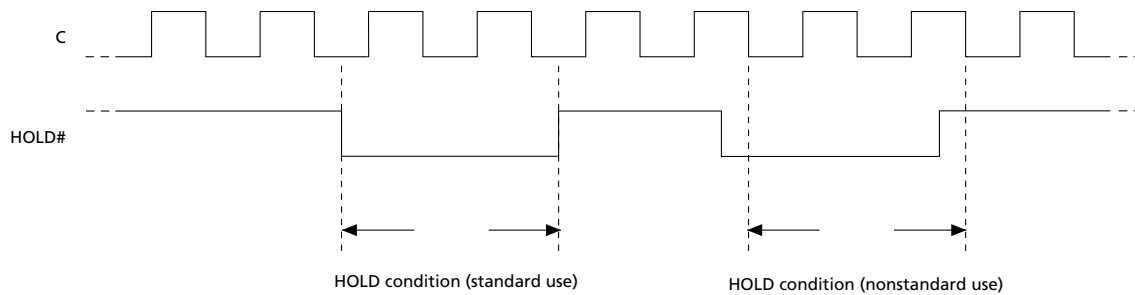 C
HOLD#
HOLD condition (standard use)
HOLD condition (nonstandard use)